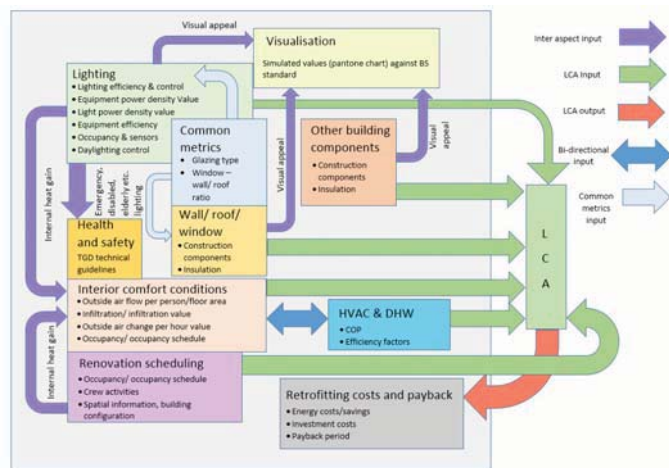 Visual appeal
Visualisation
Simulated values (pantone chart) against BS
standard
Lighting
• Lighting efficiency & control
• Equipment power density Value
• Light power density value
• Equipment efficiency
• Occupancy & sensors
• Daylighting control
Common
metrics
• Glazing type
• Window –
wall/ roof
ratio
Visual appeal
Other building
components
• Construction
components
• Insulation
Visual
appeal
Internal heat gain
Emergency,
disabled,
elderly etc.
lighting
Health and
safety
TGD technical
guidelines
Wall/ roof/
window
• Construction
components
• Insulation
Interior comfort conditions
• Outside air flow per person/floor area
• Infiltration/ infiltration value
• Outside air change per hour value
• Occupancy/ occupancy schedule
HVAC & DHW
• COP
• Efficiency factors
L
C
A
Internal heat gain
Renovation scheduling
• Occupancy/ occupancy schedule
• Crew activities
• Spatial information, building
configuration
Retrofitting costs and payback
• Energy costs/savings
• Investment costs
• Payback period
Inter aspect input
LCA Input
LCA output
Bi-directional
input
Common
metrics
input